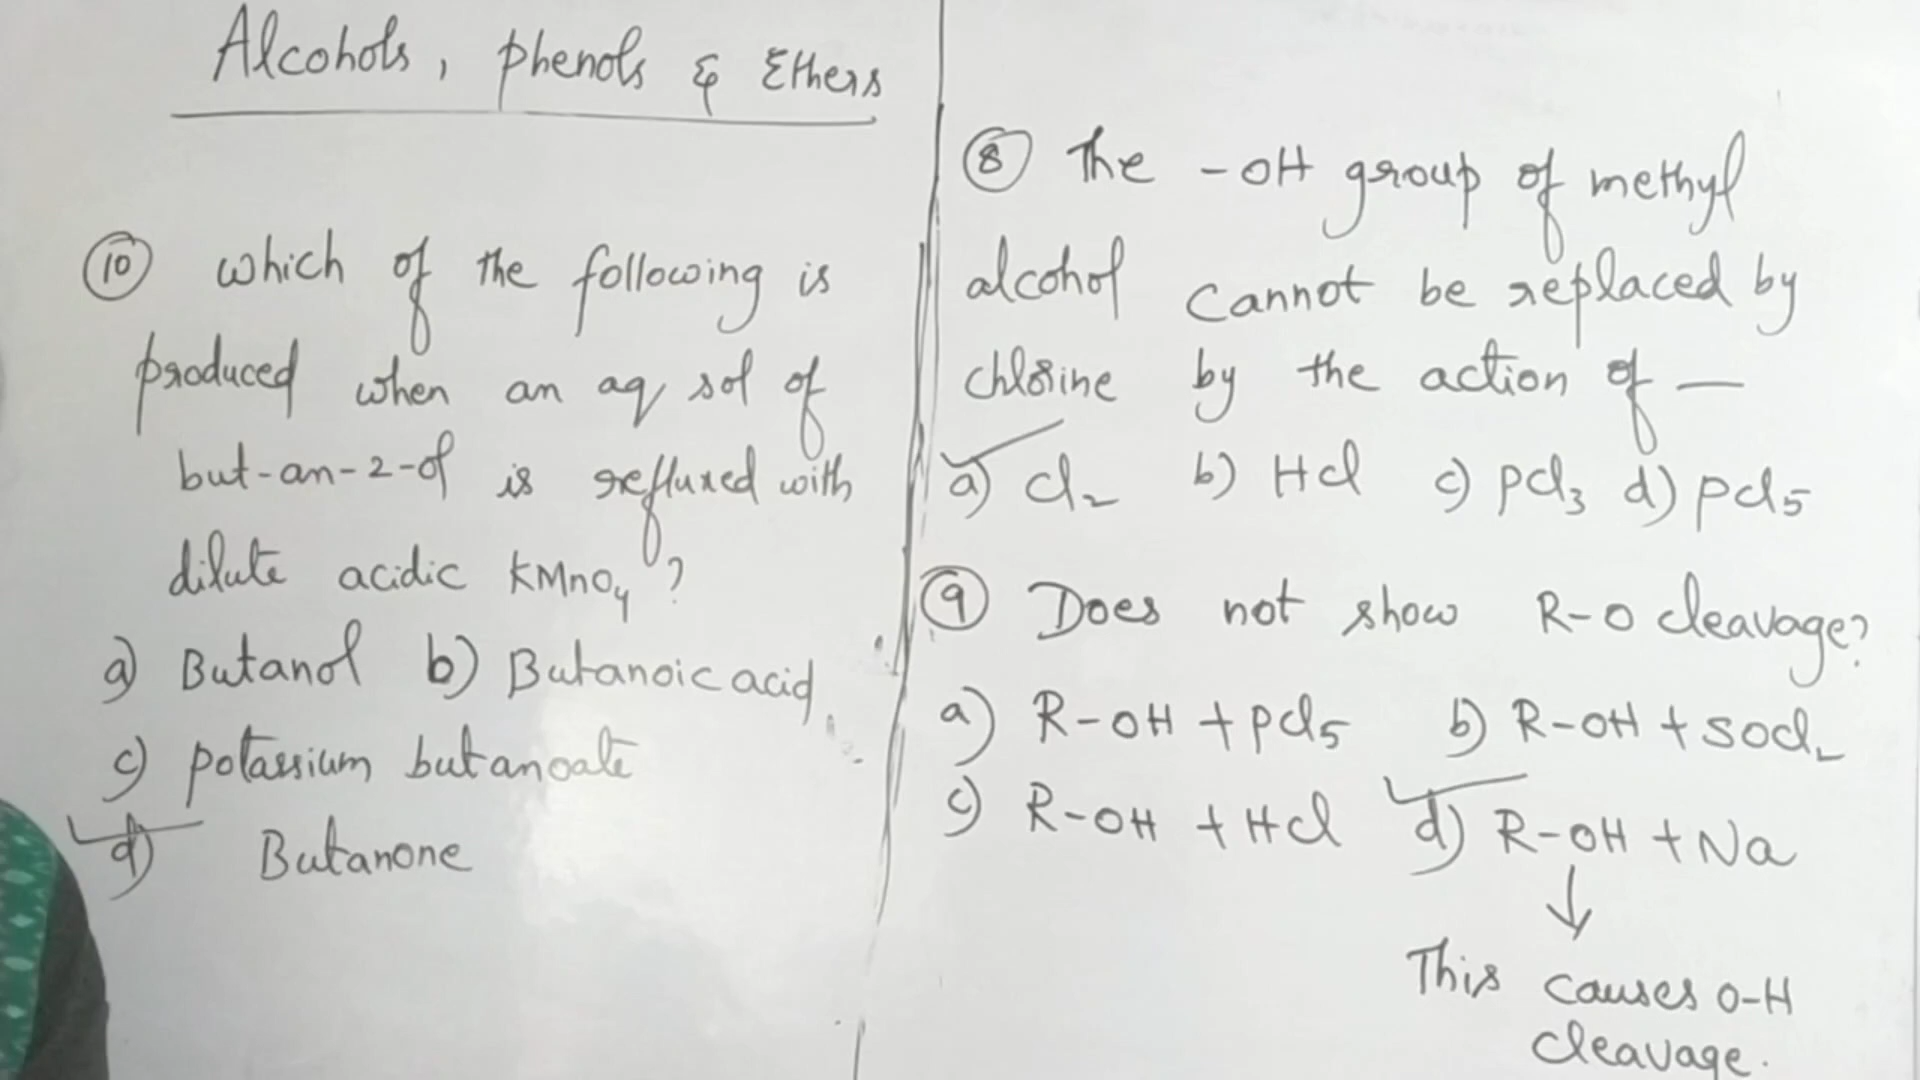 Alcohols, phenols & Ethers
10 which of the following is
produced when an aq sol of
but-an-2-ol is refluxed with
dilute acidic KMnO4?
a) Butanol b) Butanoic acid
c) potassium butanoate
d) Butanone
8 The -OH group of methyl
alcohol cannot be replaced by
chlorine by the action of —
a) Cl2 b) HCl c) PCl3 d) PCl5
9 Does not show R-O cleavage?
a) R-OH + PCl5 b) R-OH + SOCl2
c) R-OH + HCl d) R-OH + Na
↓
This causes O-H
cleavage.